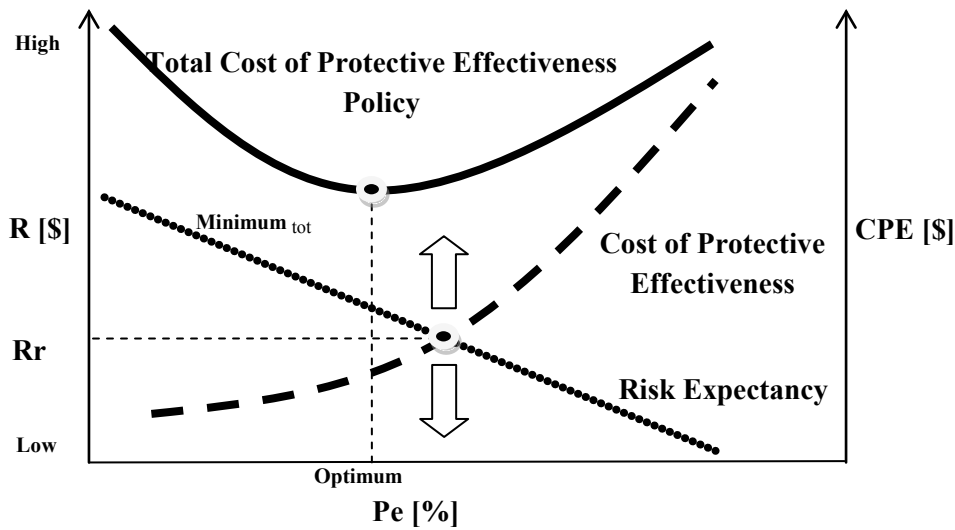 High
Total Cost of Protective Effectiveness
Policy
Minimum tot
R [$]
CPE [$]
Cost of Protective
Effectiveness
Rr
Risk Expectancy
Low
Optimum
Pe [%]